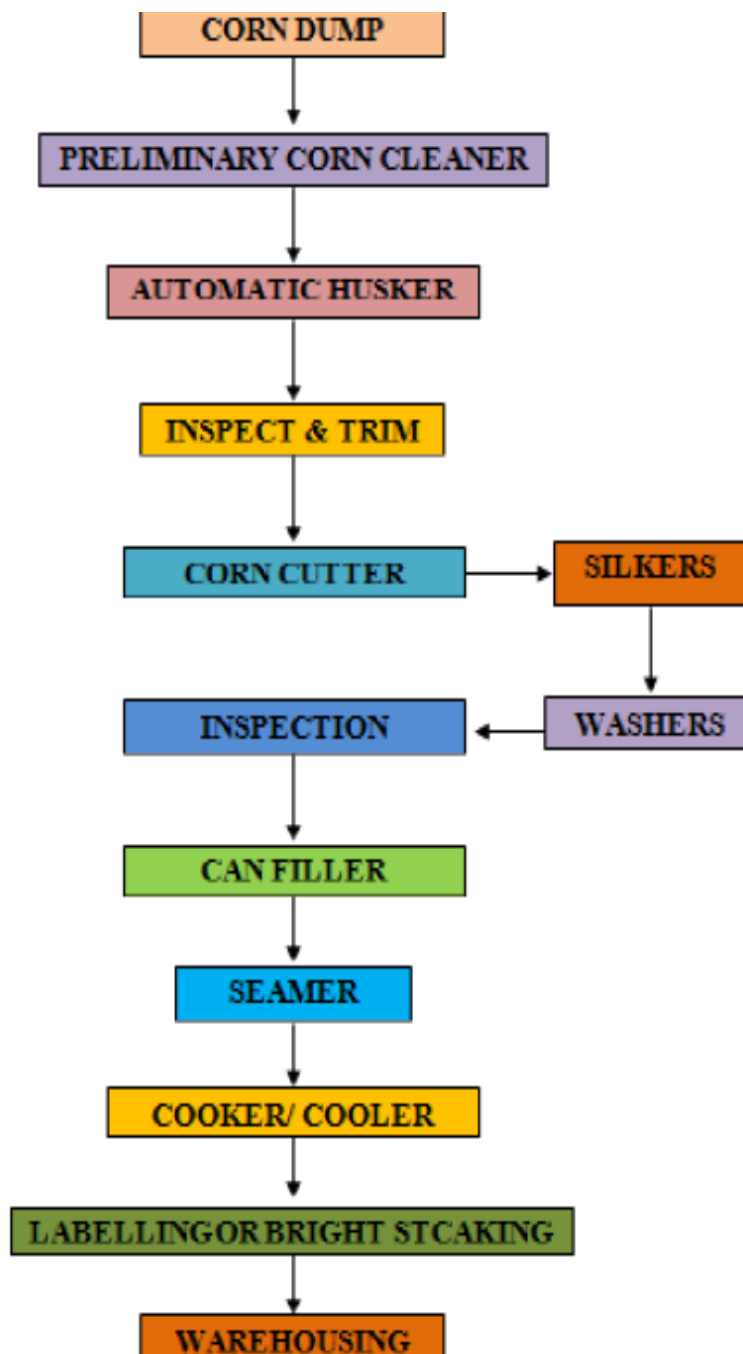 CORN DUMP
PRELIMINARY CORN CLEANER
AUTOMATIC HUSKER
INSPECT & TRIM
CORN CUTTER
SILKERS
WASHERS
INSPECTION
CAN FILLER
SEAMER
COOKER/ COOLER
LABELLINGOR BRIGHT STCAKING
WAREHOUSING